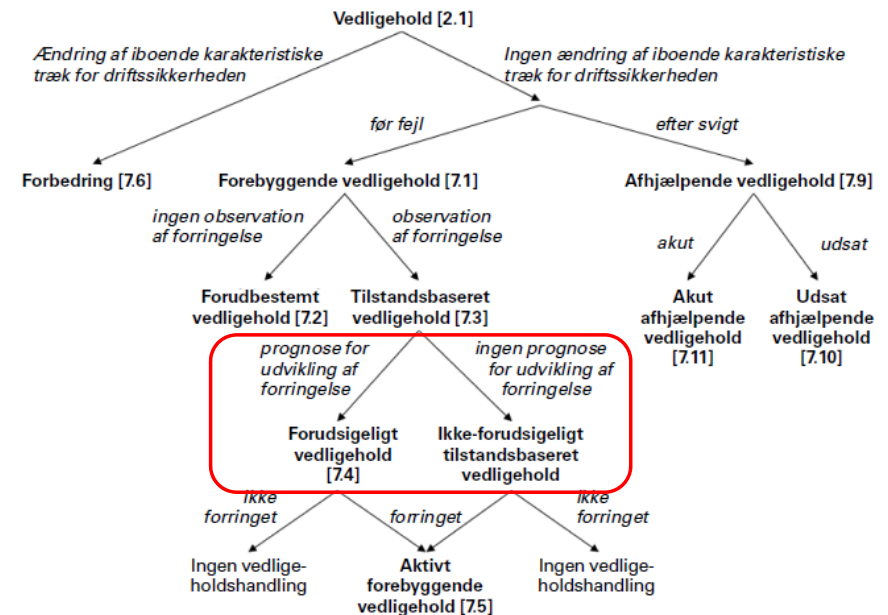 Vedligehold [2.1]
Ændring af iboende karakteristiske
træk for driftssikkerheden
Ingen ændring af iboende karakteristiske
træk for driftssikkerheden
før fejl
efter svigt
Forbedring [7.6]
Forebyggende vedligehold [7.1]
Afhjælpende vedligehold [7.9]
ingen observation
af forringelse
observation
af forringelse
akut
udsat
Forudbestemt
vedligehold [7.2]
Tilstandsbaseret
vedligehold [7.3]
Akut
afhjælpende
vedligehold
[7.11]
Udsat
afhjælpende
vedligehold
[7.10]
prognose for
udvikling af
forringelse
ingen prognose
for udvikling af
forringelse
Forudsigeligt
vedligehold
[7.4]
Ikke-forudsigeligt
tilstandsbaseret
vedligehold
ikke
forringet
forringet
ikke
forringet
Ingen vedlige-
holdshandling
Aktivt
forebyggende
vedligehold [7.5]
Ingen vedlige-
holdshandling